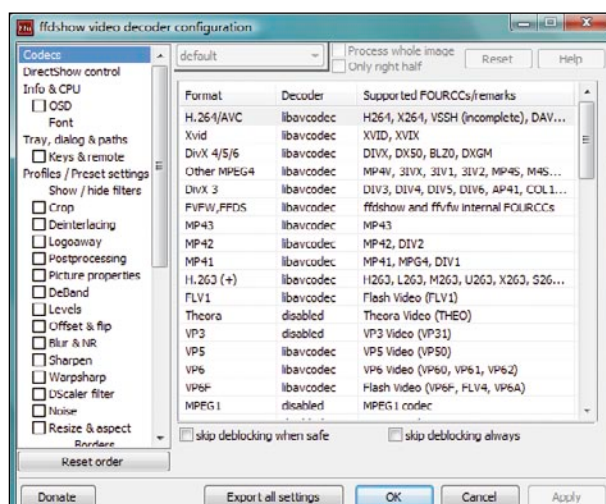 ffdshow video decoder configuration
Codecs
DirectShow control
Info & CPU
OSD
Font
Tray, dialog & paths
Keys & remote
Profiles / Preset settings
Show / hide filters
Crop
Deinterlacing
Logoaway
Postprocessing
Picture properties
DeBand
Levels
Offset & flip
Blur & NR
Sharpen
Warpsharp
DScaler filter
Noise
Resize & aspect
Borders
Reset order
default
Process whole image
Only right half
Reset
Help
Format Decoder Supported FOURCCs/remarks
H.264/AVC libavcodec H264, X264, VSSH (incomplete), DAV...
Xvid libavcodec XVID, XVIX
DivX 4/5/6 libavcodec DIVX, DX50, BLZ0, DXGM
Other MPEG4 libavcodec MP4V, 3IVX, 3IV1, 3IV2, MP4S, M4S...
DivX 3 libavcodec DIV3, DIV4, DIV5, DIV6, AP41, COL1...
FVFW,FFDS libavcodec ffdshow and ffvfw internal FOURCCs
MP43 libavcodec MP43
MP42 libavcodec MP42, DIV2
MP41 libavcodec MP41, MPG4, DIV1
H.263 (+) libavcodec H263, L263, M263, U263, X263, S26...
FLV1 libavcodec Flash Video (FLV1)
Theora disabled Theora Video (THEO)
VP3 disabled VP3 Video (VP31)
VP5 libavcodec VP5 Video (VP50)
VP6 libavcodec VP6 Video (VP60, VP61, VP62)
VP6F libavcodec Flash Video (VP6F, FLV4, VP6A)
MPEG1 disabled MPEG1 codec
skip deblocking when safe
skip deblocking always
Donate
Export all settings
OK
Cancel
Apply